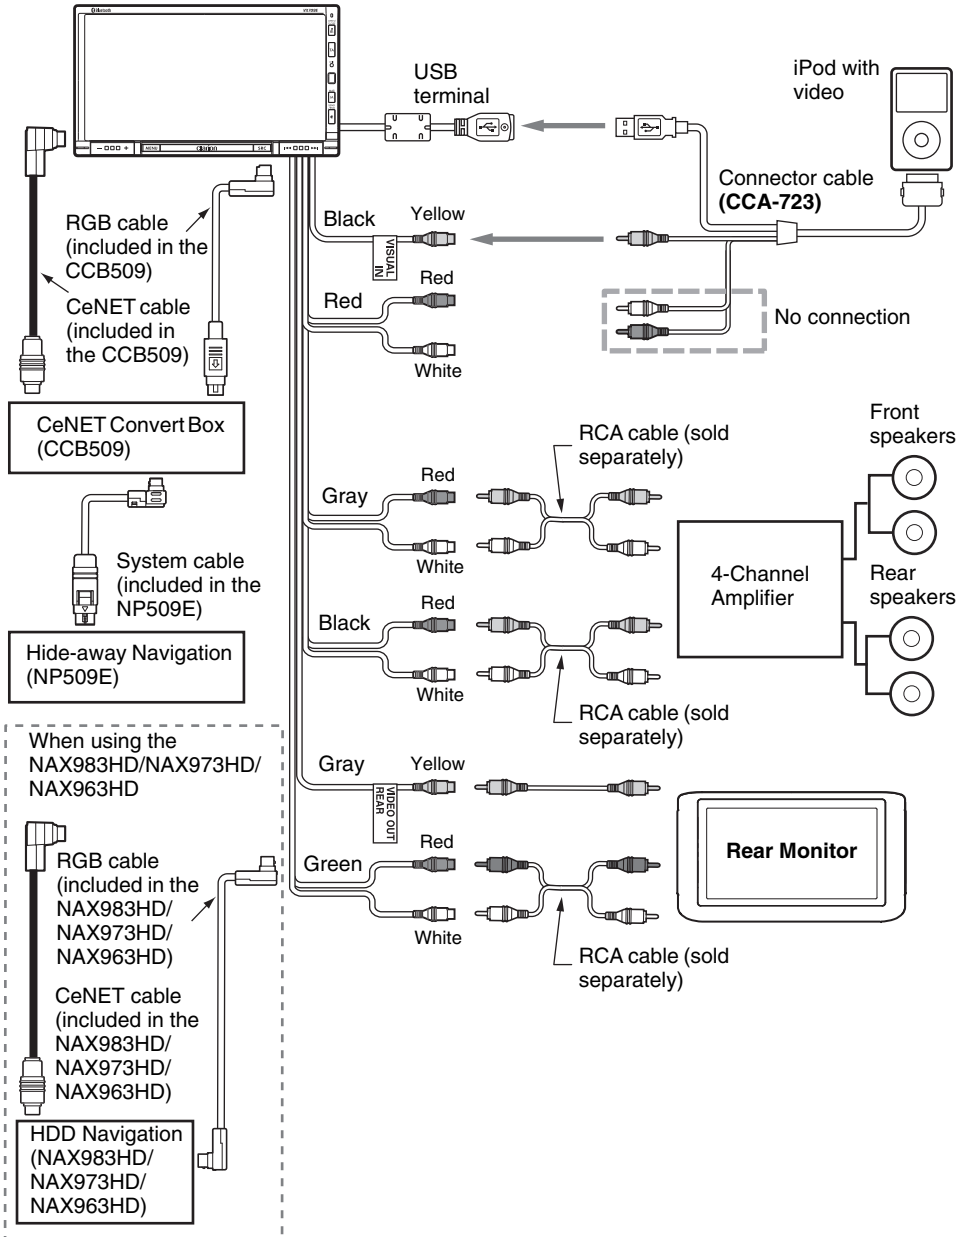 Bluetooth
VX709E
MENU
Clarion
SRC
USB
terminal
iPod with
video
Connector cable
(CCA-723)
RGB cable
(included in the
CCB509)
CeNET cable
(included in
the CCB509)
Black
Yellow
VISUAL
IN
Red
Red
White
No connection
CeNET Convert Box
(CCB509)
System cable
(included in the
NP509E)
Hide-away Navigation
(NP509E)
Gray
Red
White
RCA cable (sold
separately)
Front
speakers
4-Channel
Amplifier
Rear
speakers
Black
Red
White
RCA cable (sold
separately)
When using the
NAX983HD/NAX973HD/
NAX963HD
RGB cable
(included in the
NAX983HD/
NAX973HD/
NAX963HD)
CeNET cable
(included in the
NAX983HD/
NAX973HD/
NAX963HD)
HDD Navigation
(NAX983HD/
NAX973HD/
NAX963HD)
Gray
Yellow
VIDEO OUT
REAR
Green
Red
White
RCA cable (sold
separately)
Rear Monitor